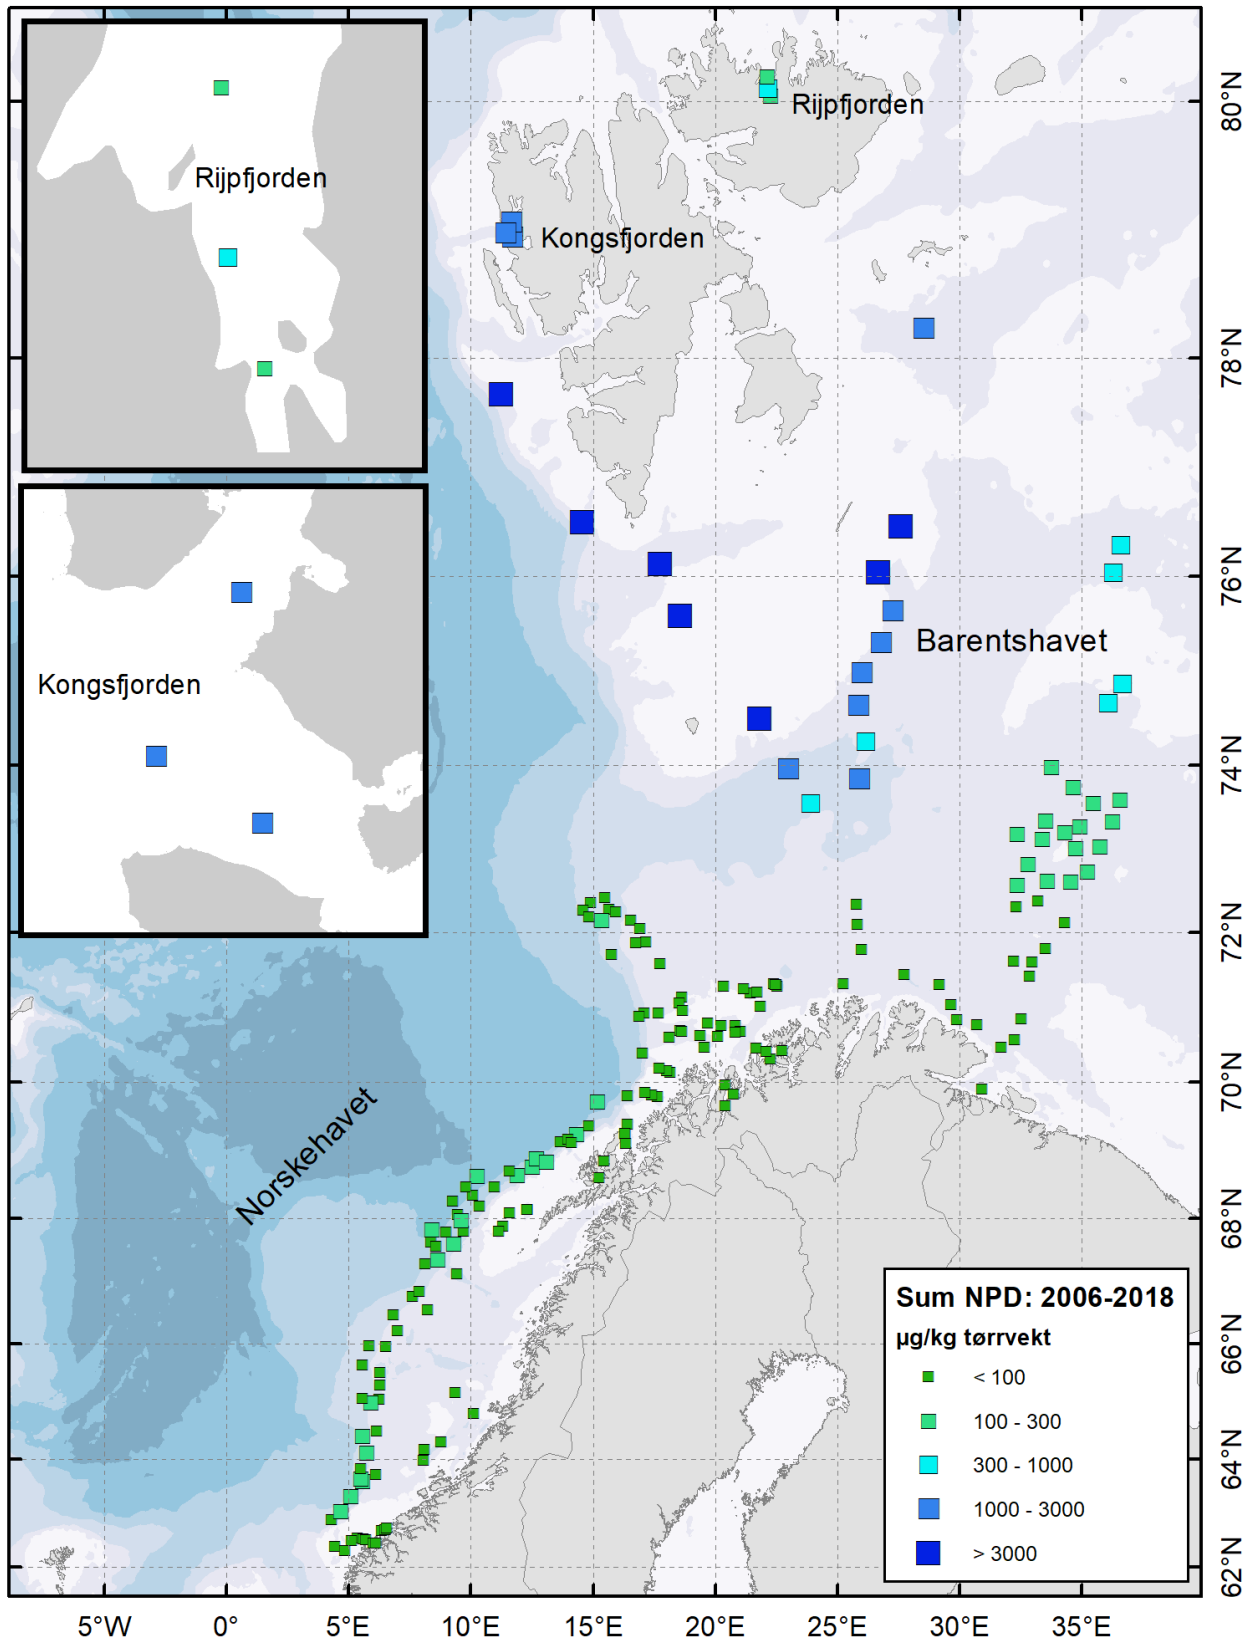 Rijpfjorden
Rijpfjorden
Kongsfjorden
Kongsfjorden
Barentshavet
Norskehavet
80°N
78°N
76°N
74°N
72°N
70°N
68°N
66°N
64°N
62°N
Sum NPD: 2006-2018
µg/kg tørrvekt
< 100
100 - 300
300 - 1000
1000 - 3000
> 3000
5°W 0° 5°E 10°E 15°E 20°E 25°E 30°E 35°E